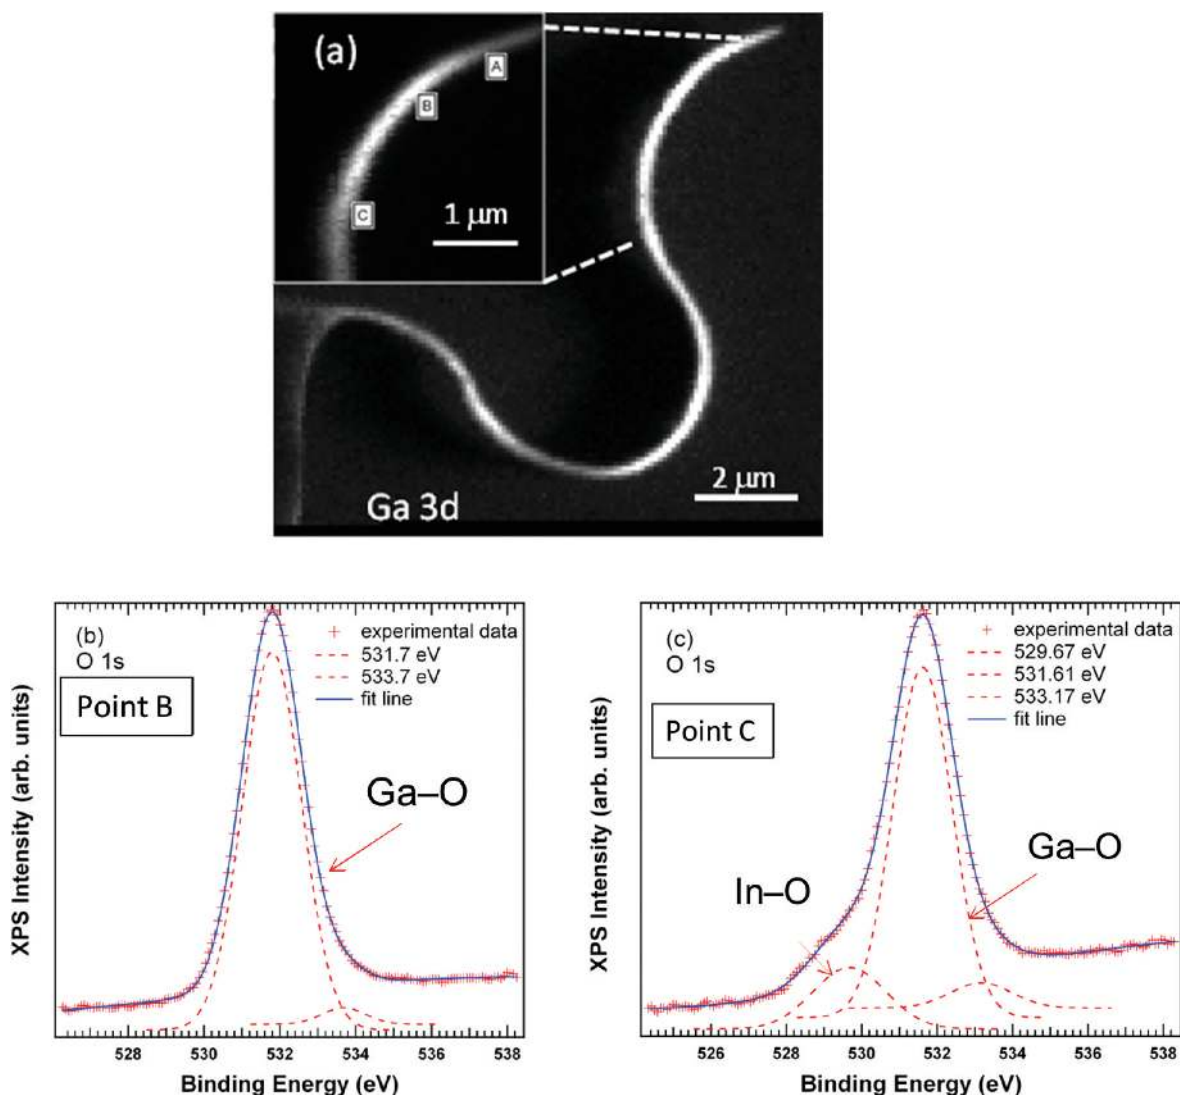 (a)
A
B
C
1 μm
2 μm
Ga 3d
(b)
O 1s
Point B
experimental data
531.7 eV
533.7 eV
fit line
Ga–O
XPS Intensity (arb. units)
528 530 532 534 536 538
Binding Energy (eV)
(c)
O 1s
Point C
experimental data
529.67 eV
531.61 eV
533.17 eV
fit line
In–O
Ga–O
XPS Intensity (arb. units)
526 528 530 532 534 536 538
Binding Energy (eV)